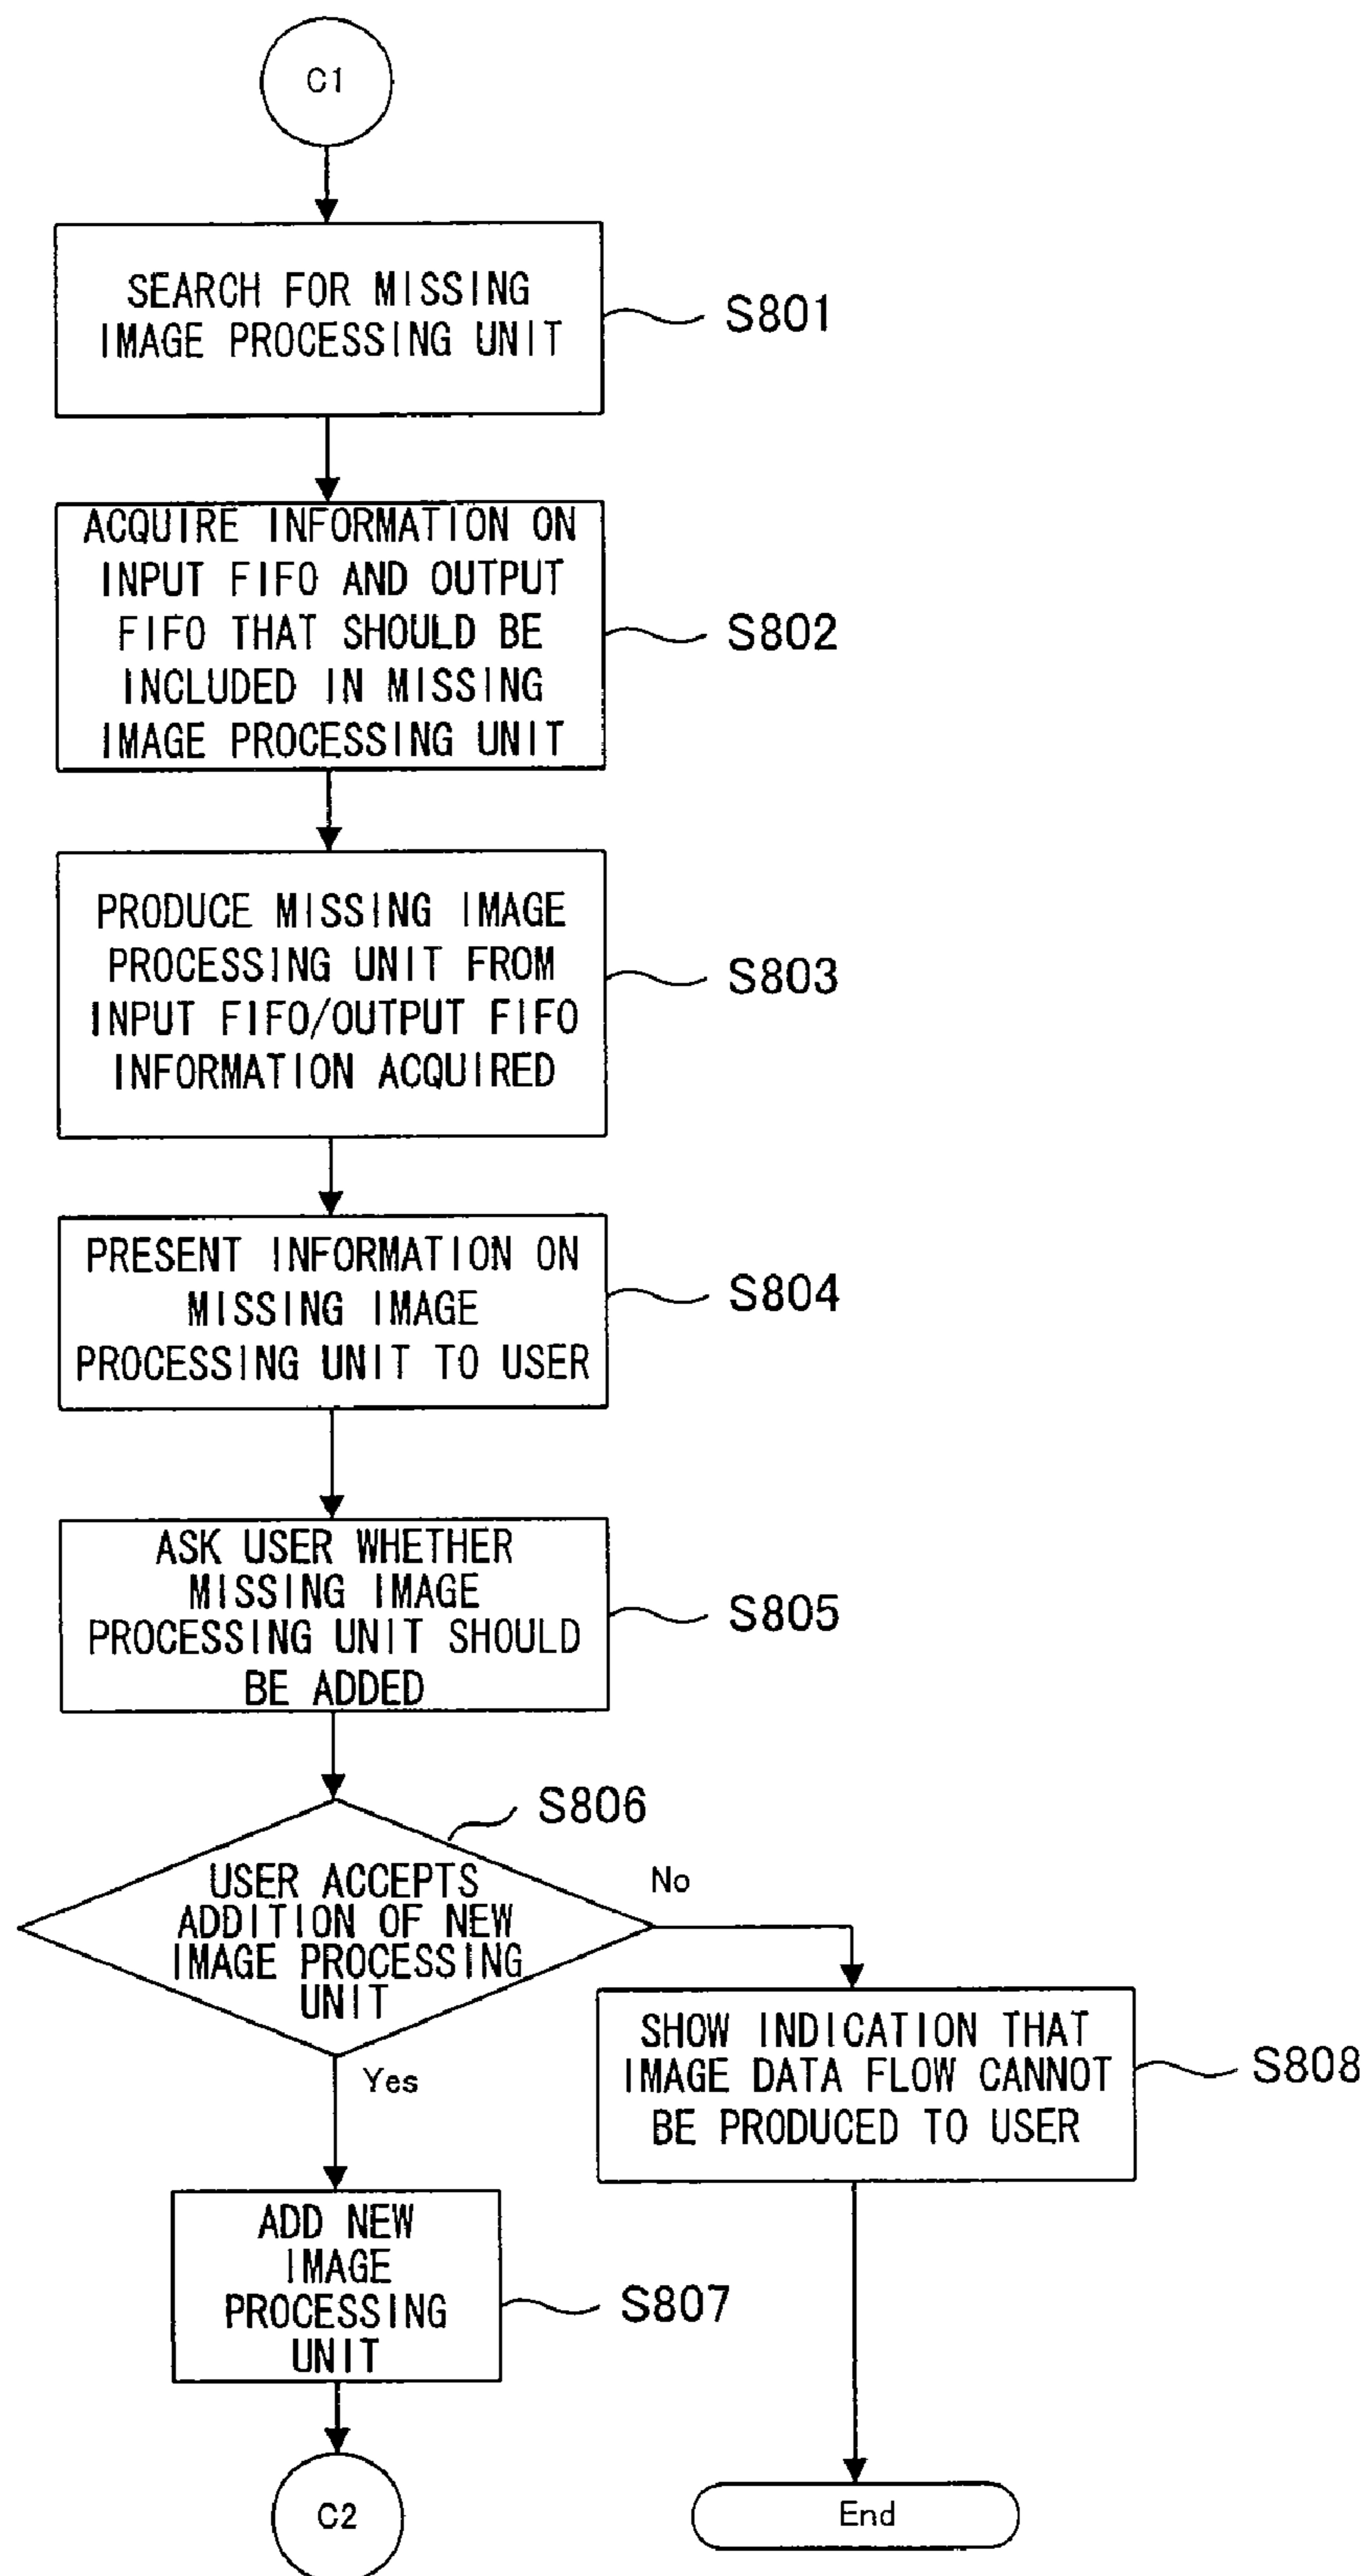 C1
SEARCH FOR MISSING
IMAGE PROCESSING UNIT
S801
ACQUIRE INFORMATION ON
INPUT FIFO AND OUTPUT
FIFO THAT SHOULD BE
INCLUDED IN MISSING
IMAGE PROCESSING UNIT
S802
PRODUCE MISSING IMAGE
PROCESSING UNIT FROM
INPUT FIFO/OUTPUT FIFO
INFORMATION ACQUIRED
S803
PRESENT INFORMATION ON
MISSING IMAGE
PROCESSING UNIT TO USER
S804
ASK USER WHETHER
MISSING IMAGE
PROCESSING UNIT SHOULD
BE ADDED
S805
S806
USER ACCEPTS
ADDITION OF NEW
IMAGE PROCESSING
UNIT
No
Yes
SHOW INDICATION THAT
IMAGE DATA FLOW CANNOT
BE PRODUCED TO USER
S808
ADD NEW
IMAGE
PROCESSING
UNIT
S807
C2
End